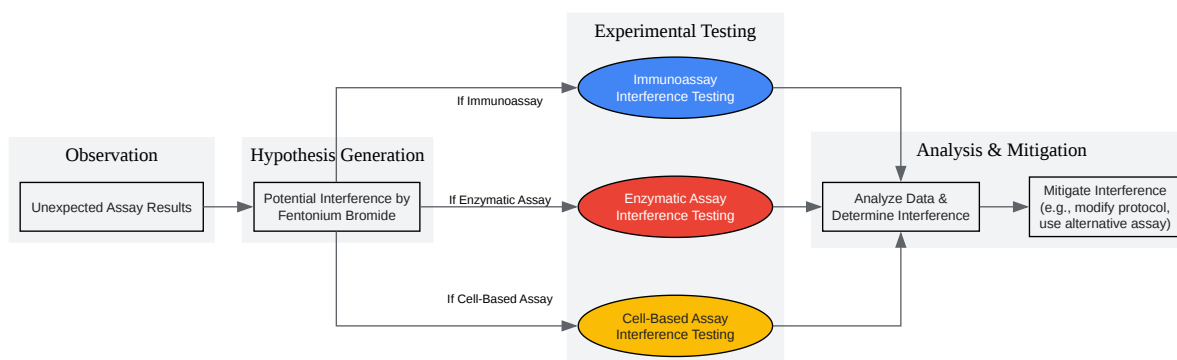 Experimental Testing
Immunoassay
Interference Testing
If Immunoassay
Observation
Hypothesis Generation
Analysis & Mitigation
Unexpected Assay Results
Potential Interference by
Fentonium Bromide
If Enzymatic Assay
Enzymatic Assay
Interference Testing
Analyze Data &
Determine Interference
Mitigate Interference
(e.g., modify protocol,
use alternative assay)
If Cell-Based Assay
Cell-Based Assay
Interference Testing